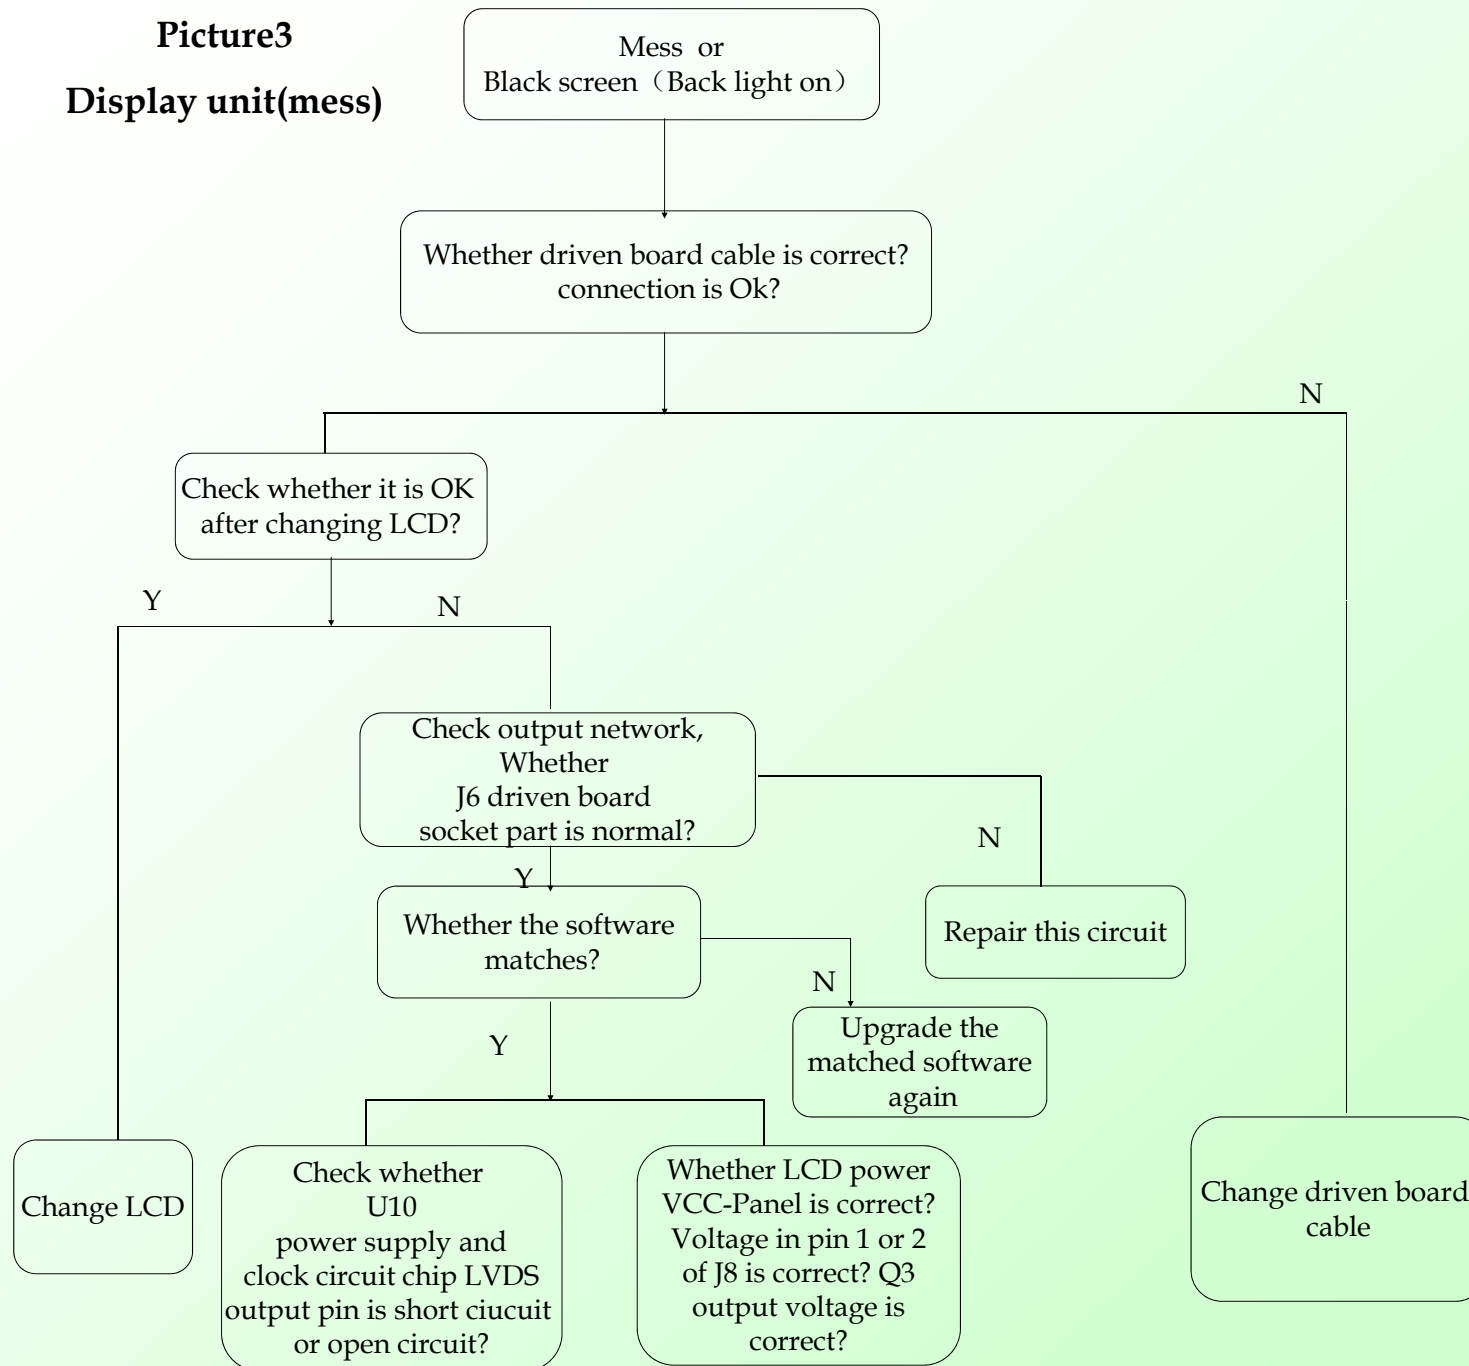 Picture3
Display unit(mess)
Mess or
Black screen（Back light on）
Whether driven board cable is correct?
connection is Ok?
N
Check whether it is OK
after changing LCD?
Y
N
Check output network,
Whether
J6 driven board
socket part is normal?
N
Y
Whether the software
matches?
Repair this circuit
N
Upgrade the
matched software
again
Y
Change LCD
Check whether
U10
power supply and
clock circuit chip LVDS
output pin is short ciucuit
or open circuit?
Whether LCD power
VCC-Panel is correct?
Voltage in pin 1 or 2
of J8 is correct? Q3
output voltage is
correct?
Change driven board
cable